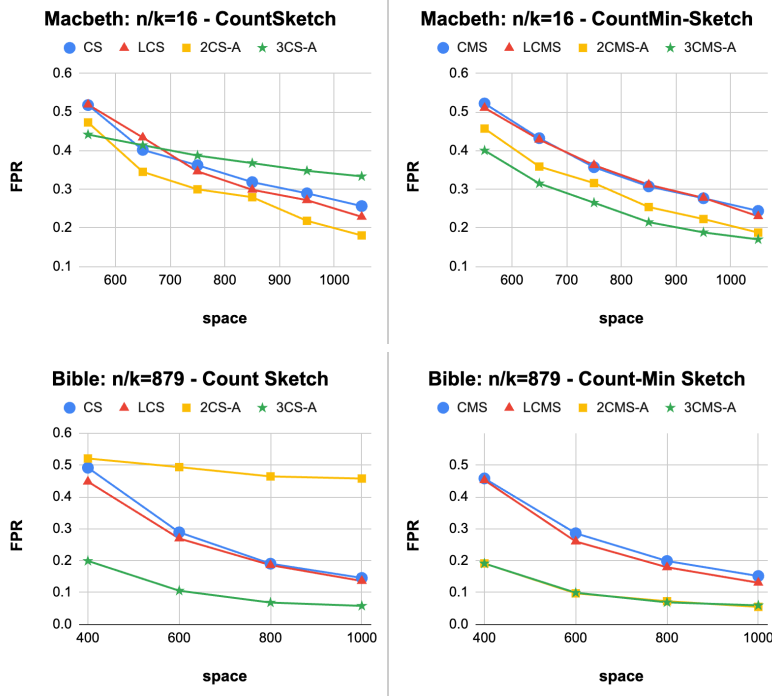 Macbeth: n/k=16 - CountSketch
CS LCS 2CS-A 3CS-A
0.6
0.5
0.4
0.3
0.2
0.1
FPR
600 700 800 900 1000
space
Macbeth: n/k=16 - CountMin-Sketch
CMS LCMS 2CMS-A 3CMS-A
0.6
0.5
0.4
0.3
0.2
0.1
FPR
600 700 800 900 1000
space
Bible: n/k=879 - Count Sketch
CS LCS 2CS-A 3CS-A
0.6
0.5
0.4
0.3
0.2
0.1
0.0
FPR
400 600 800 1000
space
Bible: n/k=879 - Count-Min Sketch
CMS LCMS 2CMS-A 3CMS-A
0.5
0.4
0.3
0.2
0.1
0.0
FPR
400 600 800 1000
space